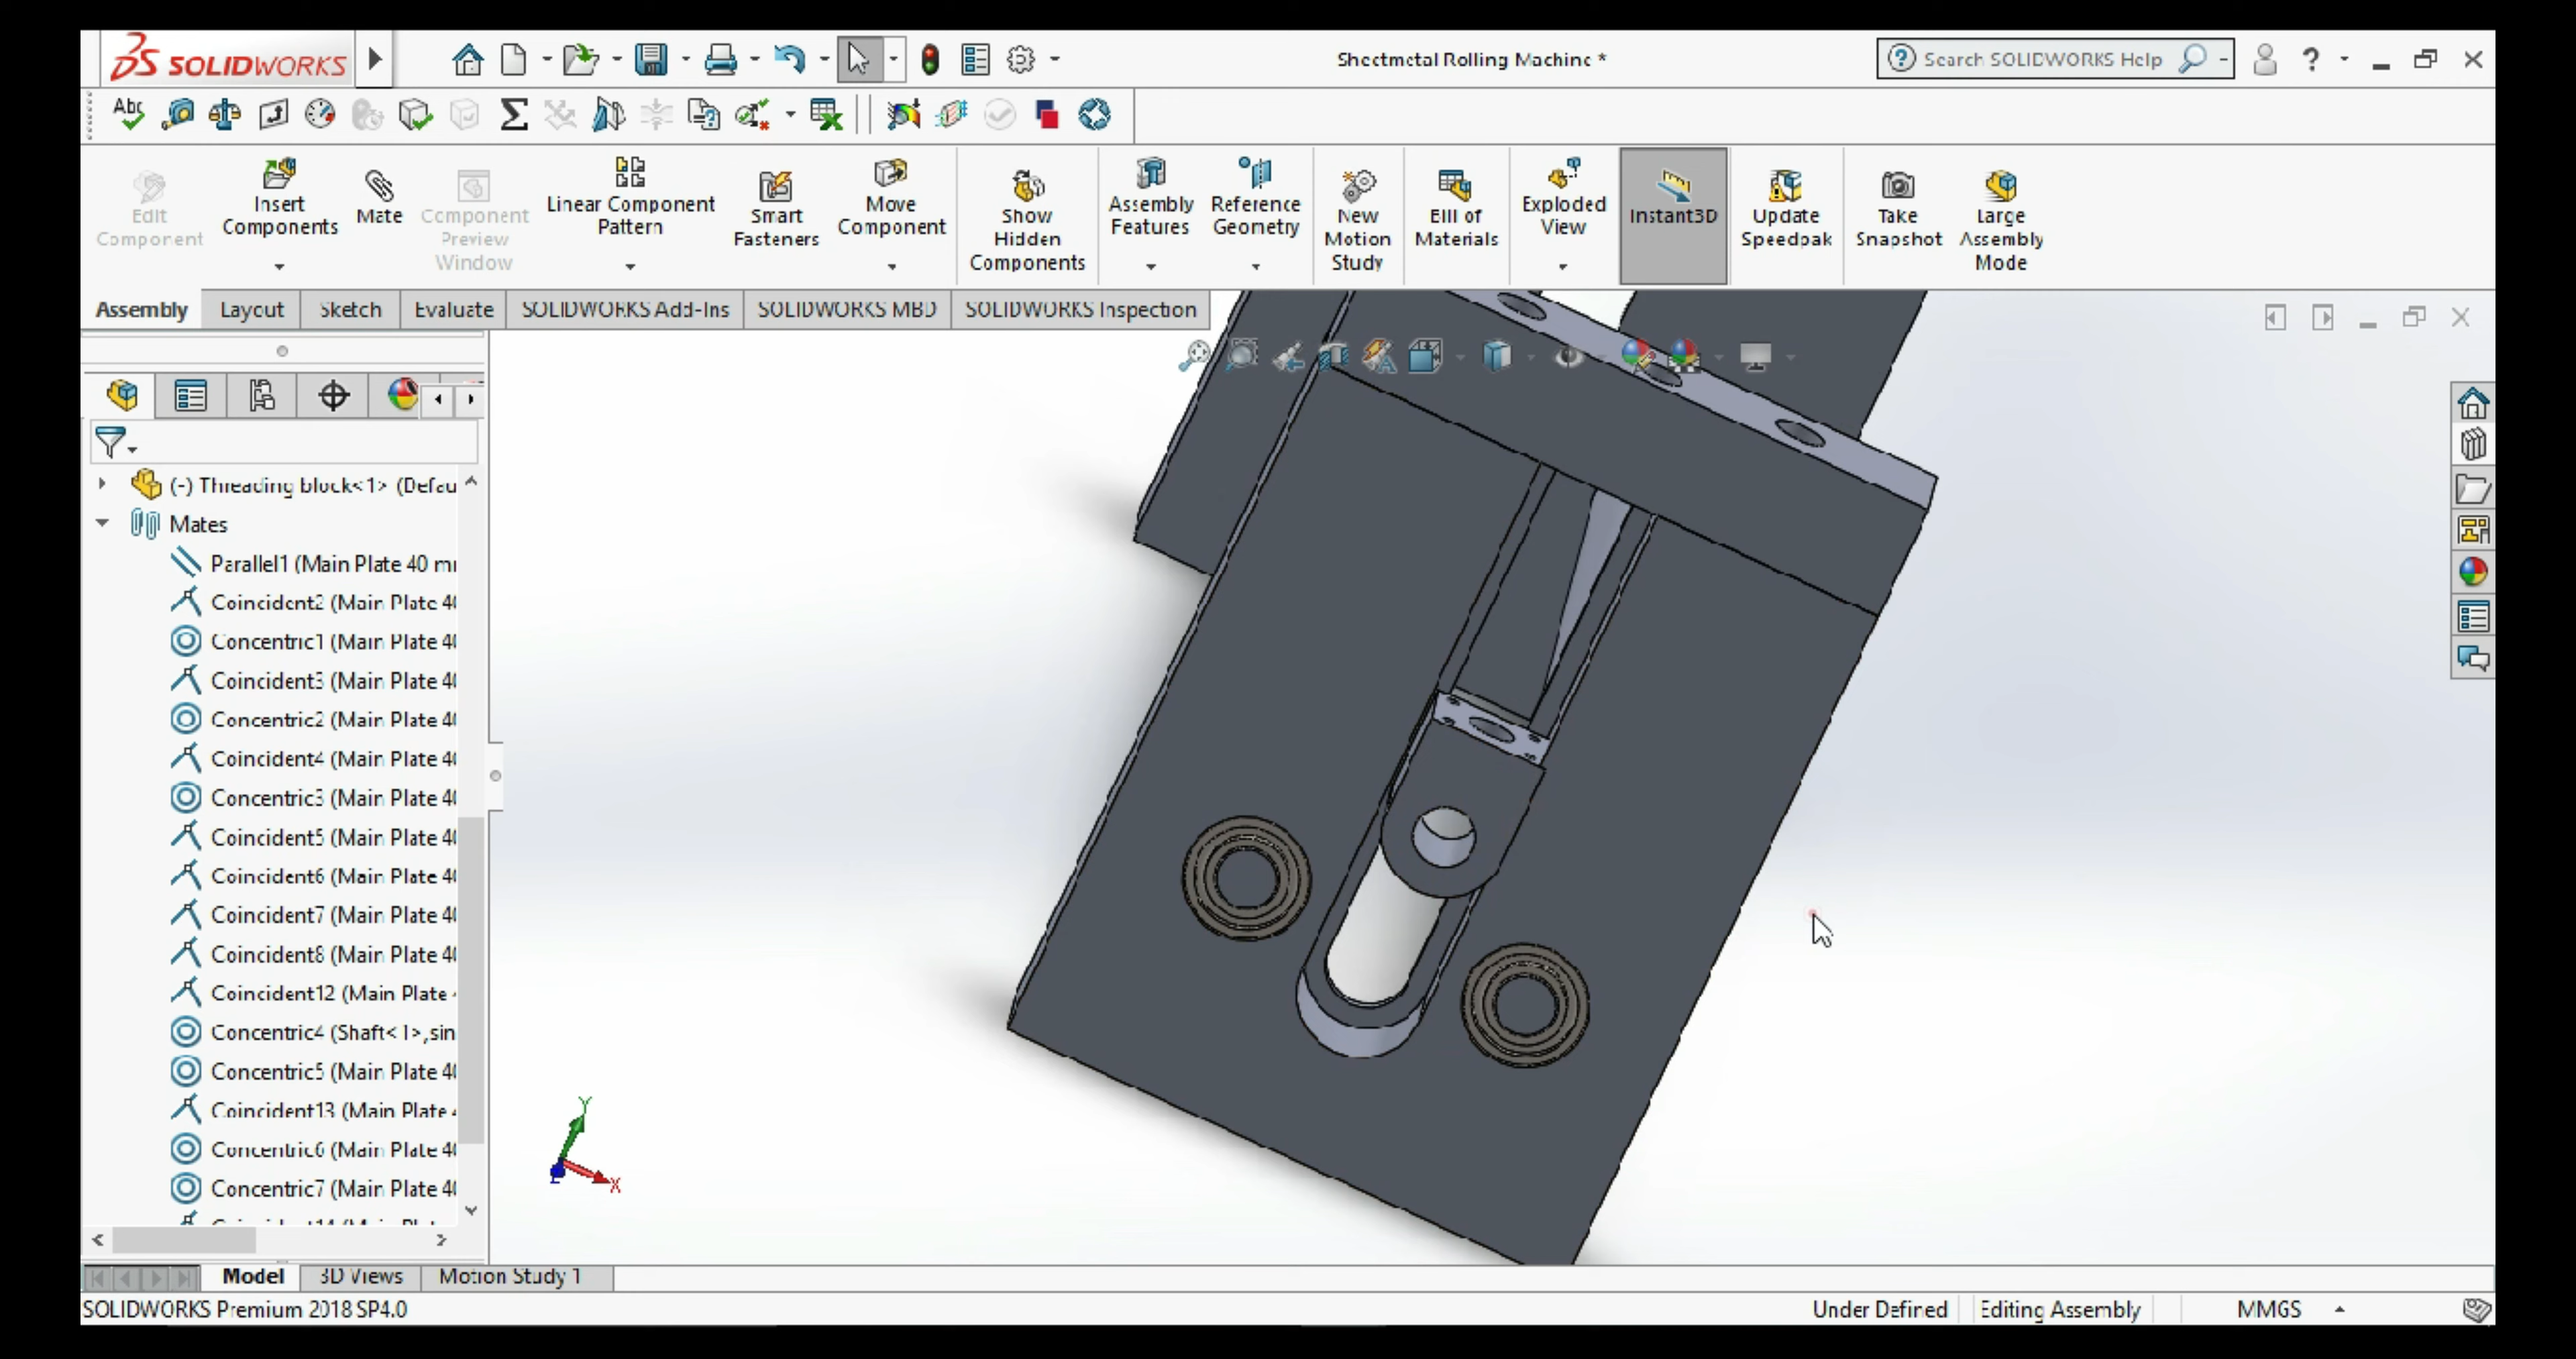 SOLIDWORKS
Sheetmetal Rolling Machine *
Search SOLIDWORKS Help
Abc
Edit Component
Insert Components
Mate
Component Preview Window
Linear Component Pattern
Smart Fasteners
Move Component
Show Hidden Components
Assembly Features
Reference Geometry
New Motion Study
Bill of Materials
Exploded View
Instant3D
Update Speedpak
Take Snapshot
Large Assembly Mode
Assembly
Layout
Sketch
Evaluate
SOLIDWORKS Add-Ins
SOLIDWORKS MBD
SOLIDWORKS Inspection
(-) Threading block<1> (Defau
Mates
Parallel1 (Main Plate 40 m
Coincident2 (Main Plate 4
Concentric1 (Main Plate 4
Coincident3 (Main Plate 4
Concentric2 (Main Plate 4
Coincident4 (Main Plate 4
Concentric3 (Main Plate 4
Coincident5 (Main Plate 4
Coincident6 (Main Plate 4
Coincident7 (Main Plate 4
Coincident8 (Main Plate 4
Coincident12 (Main Plate
Concentric4 (Shaft<1>,sin
Concentric5 (Main Plate 4
Coincident13 (Main Plate
Concentric6 (Main Plate 4
Concentric7 (Main Plate 4
Y
X
Z
Model
3D Views
Motion Study 1
SOLIDWORKS Premium 2018 SP4.0
Under Defined
Editing Assembly
MMGS